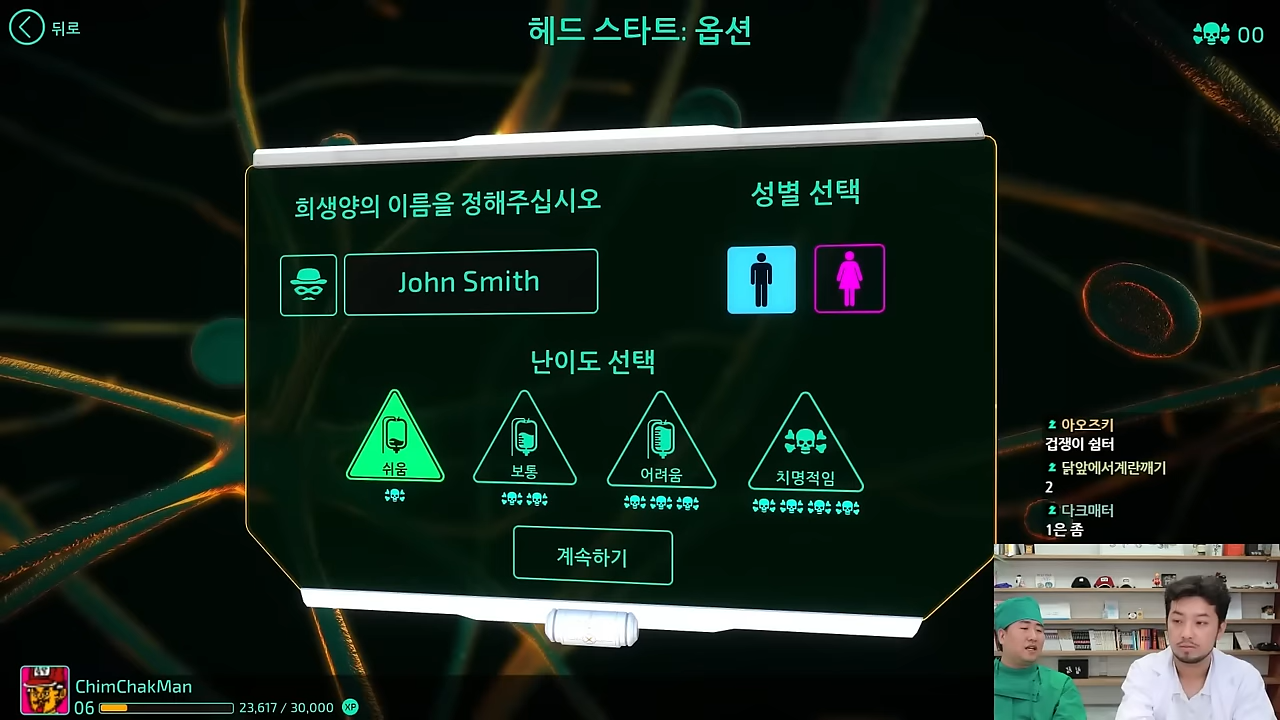 뒤로
헤드 스타트: 옵션
00
희생양의 이름을 정해주십시오
성별 선택
John Smith
난이도 선택
쉬움
보통
어려움
치명적임
계속하기
아오즈키
겁쟁이 쉼터
닭앞에서계란깨기
2
다크매터
1은 좀
ChimChakMan
06
23,617 / 30,000
XP